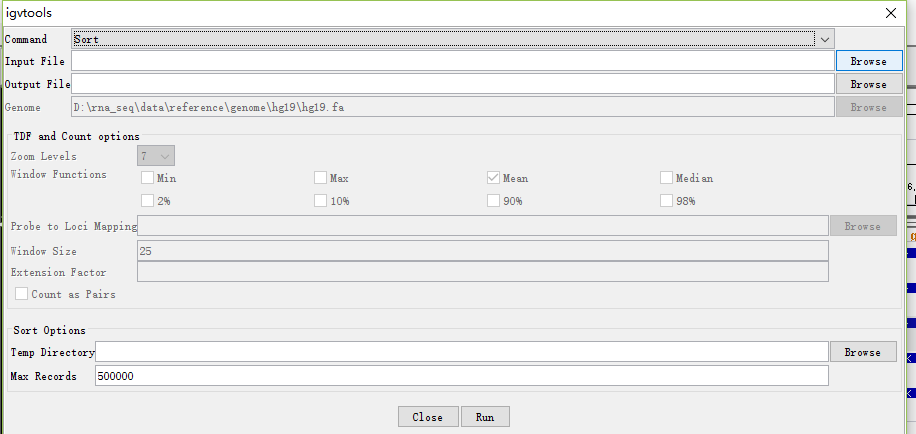 igvtools
Command Sort
Input File Browse
Output File Browse
Genome D:\rna_seq\data\reference\genome\hg19\hg19.fa Browse
TDF and Count options
Zoom Levels 7
Window Functions Min Max Mean Median
2% 10% 90% 98%
Probe to Loci Mapping Browse
Window Size 25
Extension Factor
Count as Pairs
Sort Options
Temp Directory Browse
Max Records 500000
Close Run